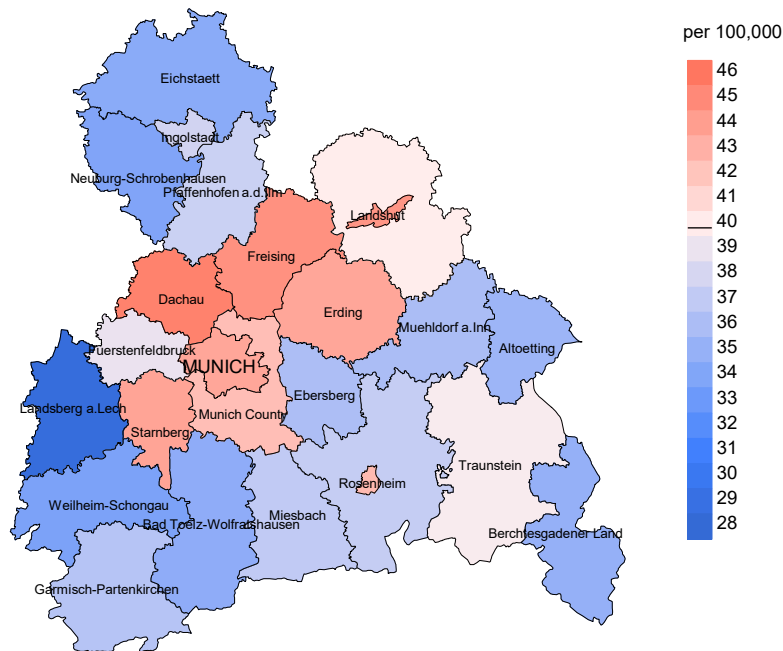 per 100,000
46
45
44
43
42
41
40
39
38
37
36
35
34
33
32
31
30
29
28
Eichstaett
Ingolstadt
Neuburg-Schrobenhausen
Pfaffenhofen a.d.Ilm
Landshut
Freising
Dachau
Erding
Muehldorf a.Inn
Altoetting
Fuerstenfeldbruck
MUNICH
Ebersberg
Landsberg a.Lech
Munich County
Starnberg
Traunstein
Rosenheim
Weilheim-Schongau
Miesbach
Bad Toelz-Wolfratshausen
Berchtesgadener Land
Garmisch-Partenkirchen